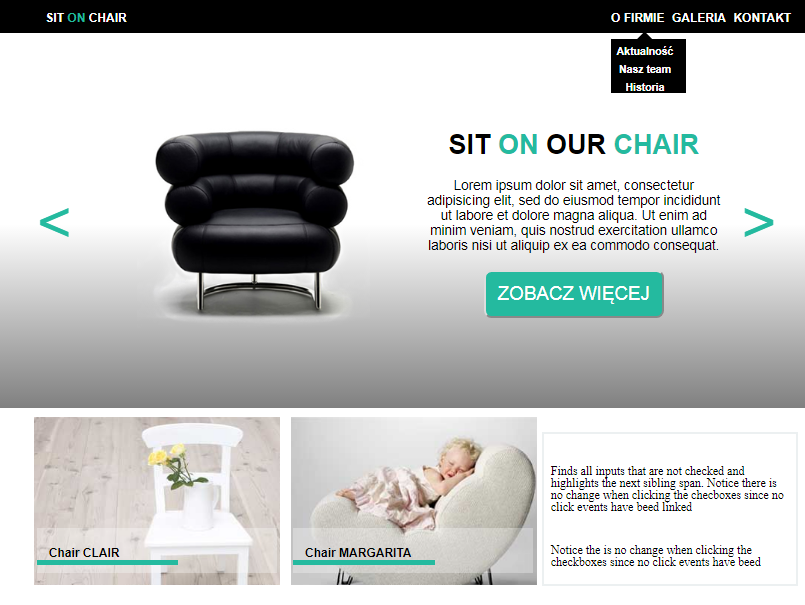 SIT ON CHAIR
O FIRMIE GALERIA KONTAKT
Aktualność
Nasz team
Historia
SIT ON OUR CHAIR
Lorem ipsum dolor sit amet, consectetur
adipisicing elit, sed do eiusmod tempor incididunt
ut labore et dolore magna aliqua. Ut enim ad
minim veniam, quis nostrud exercitation ullamco
laboris nisi ut aliquip ex ea commodo consequat.
<
>
ZOBACZ WIĘCEJ
Chair CLAIR
Chair MARGARITA
Finds all inputs that are not checked and
highlights the next sibling span. Notice there is
no change when clicking the checboxes since no
click events have beed linked
Notice the is no change when clicking the
checkboxes since no click events have beed